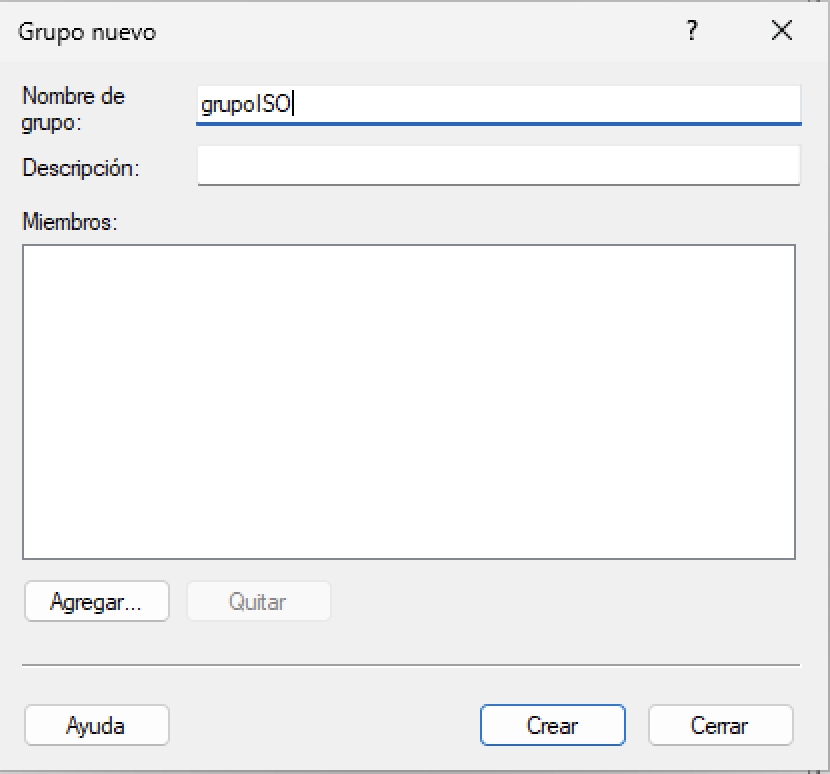 Grupo nuevo
?
Nombre de
grupo:
grupoISO
Descripción:
Miembros:
Agregar...
Quitar
Ayuda
Crear
Cerrar